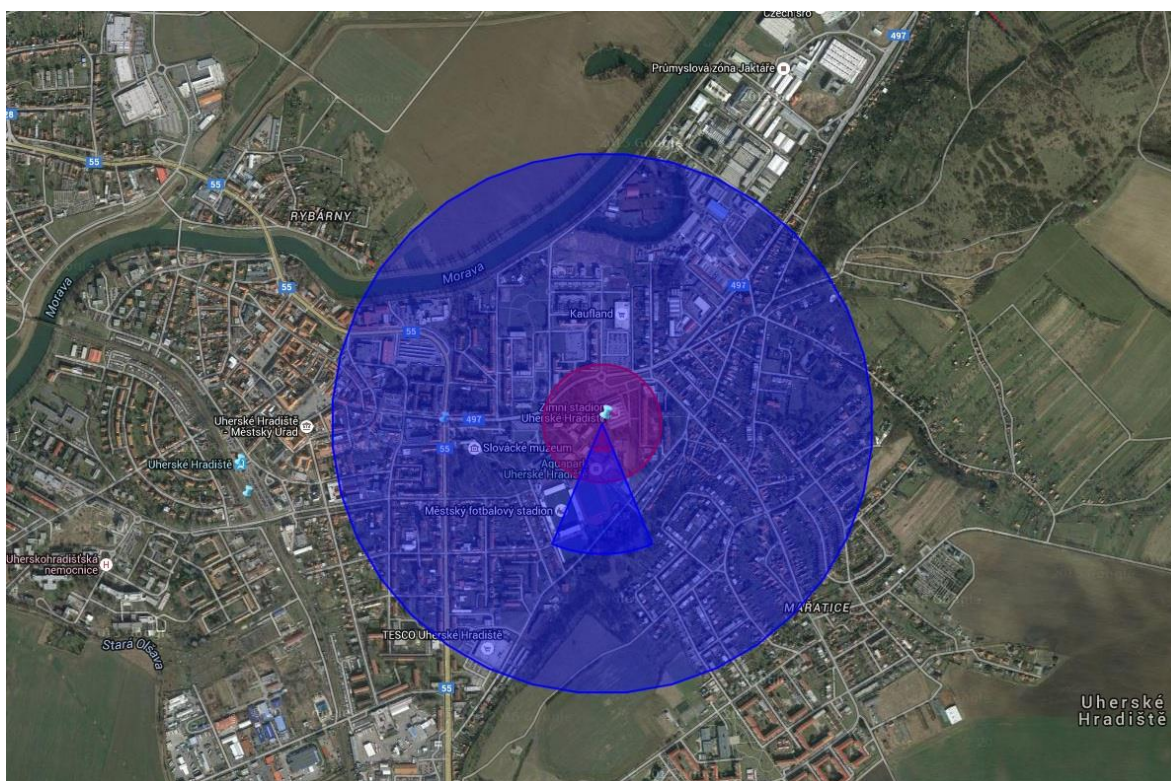 Czech sro
497
Průmyslová zóna Jaktáře
55
55
RYBÁRNY
Morava
Morava
55
497
Kaufland
55
Zimní stadion
Uherské Hradiště
497
Uherské Hradiště
- Městský Úřad
55
Slovácké muzeum
Uherské Hradiště
Aquapark
Uherské Hradiště
Městský fotbalový stadion
Uherskohradišťská
nemocnice
MAŘATICE
TESCO Uherské Hradiště
Stará Olšava
55
Uherské
Hradiště